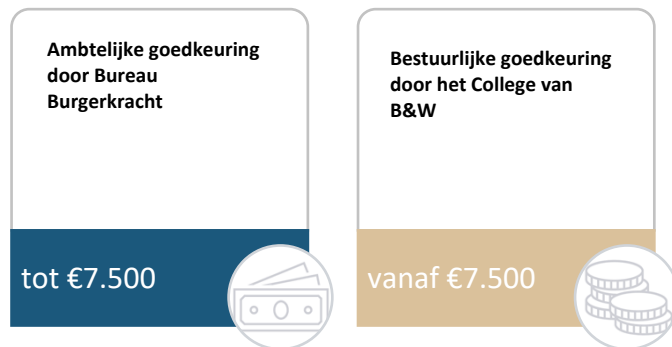 Ambtelijke goedkeuring
door Bureau
Burgerkracht
tot €7.500
Bestuurlijke goedkeuring
door het College van
B&W
vanaf €7.500